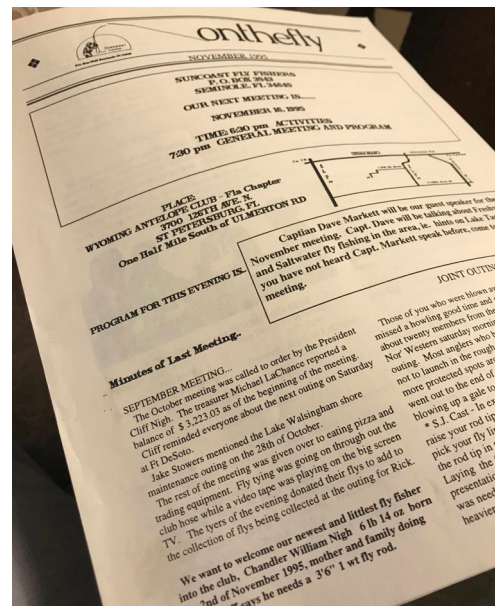 onthefly
NOVEMBER 1995
SUNCOAST FLY FISHERS
P. O. BOX
SEMINOLE, FL 34645
OUR NEXT MEETING IS......
NOVEMBER 16, 1995
TIME: 6:30 pm ACTIVITIES
7:30 pm GENERAL MEETING AND PROGRAM
PLACE:
WYOMING ANTELOPE CLUB - Fla Chapter
3700 126TH AVE. N.
ST PETERSBURG, FL
One Half Mile South of ULMERTON RD
PROGRAM FOR THIS EVENING IS..
Captian Dave Markett will be our guest speaker for the
November meeting. Capt. Dave will be talking about Fresh
and Saltwater fly fishing in the area, ie. hints on Lake T
you have not heard Capt. Markett speak before, come t
meeting.
Minutes of Last Meeting..
SEPTEMBER MEETING...
The October meeting was called to order by the President
Cliff Nigh. The treasurer Michael LaChance reported a
balance of $ 3,223.03 as of the beginning of the meeting.
Cliff reminded everyone about the next outing on Saturday
at Ft DeSoto.
Jake Stowers mentioned the Lake Walsingham shore
maintenance outing on the 28th of October.
The rest of the meeting was given over to eating pizza and
trading equipment. Fly tying was going on through out the
club hose while a video tape was playing on the big screen
TV. The tyers of the evening donated their flys to add to
the collection of flys being collected at the outing for Rick.
We want to welcome our newest and littlest fly fisher
into the club, Chandler William Nigh 6 lb 14 oz born
2nd of November 1995, mother and family doing
says he needs a 3'6" 1 wt fly rod.
JOINT OUTIN
Those of you who were blown a
missed a howling good time and
about twenty members from the
Nor' Western saturday morni
outing. Most anglers who h
not to launch in the rough
more protected spots a
went out to the end of
blowing up a gale
* S.J. Cast - In e
raise your rod ti
pick your fly li
the rod tip in
Laying the
presentati
was nee
heavier